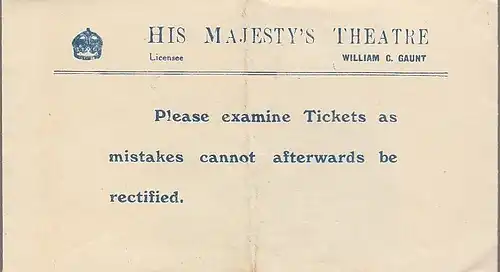 HIS MAJESTY'S THEATRE
Licensee WILLIAM C. GAUNT
Please examine Tickets as
mistakes cannot afterwards be
rectified.